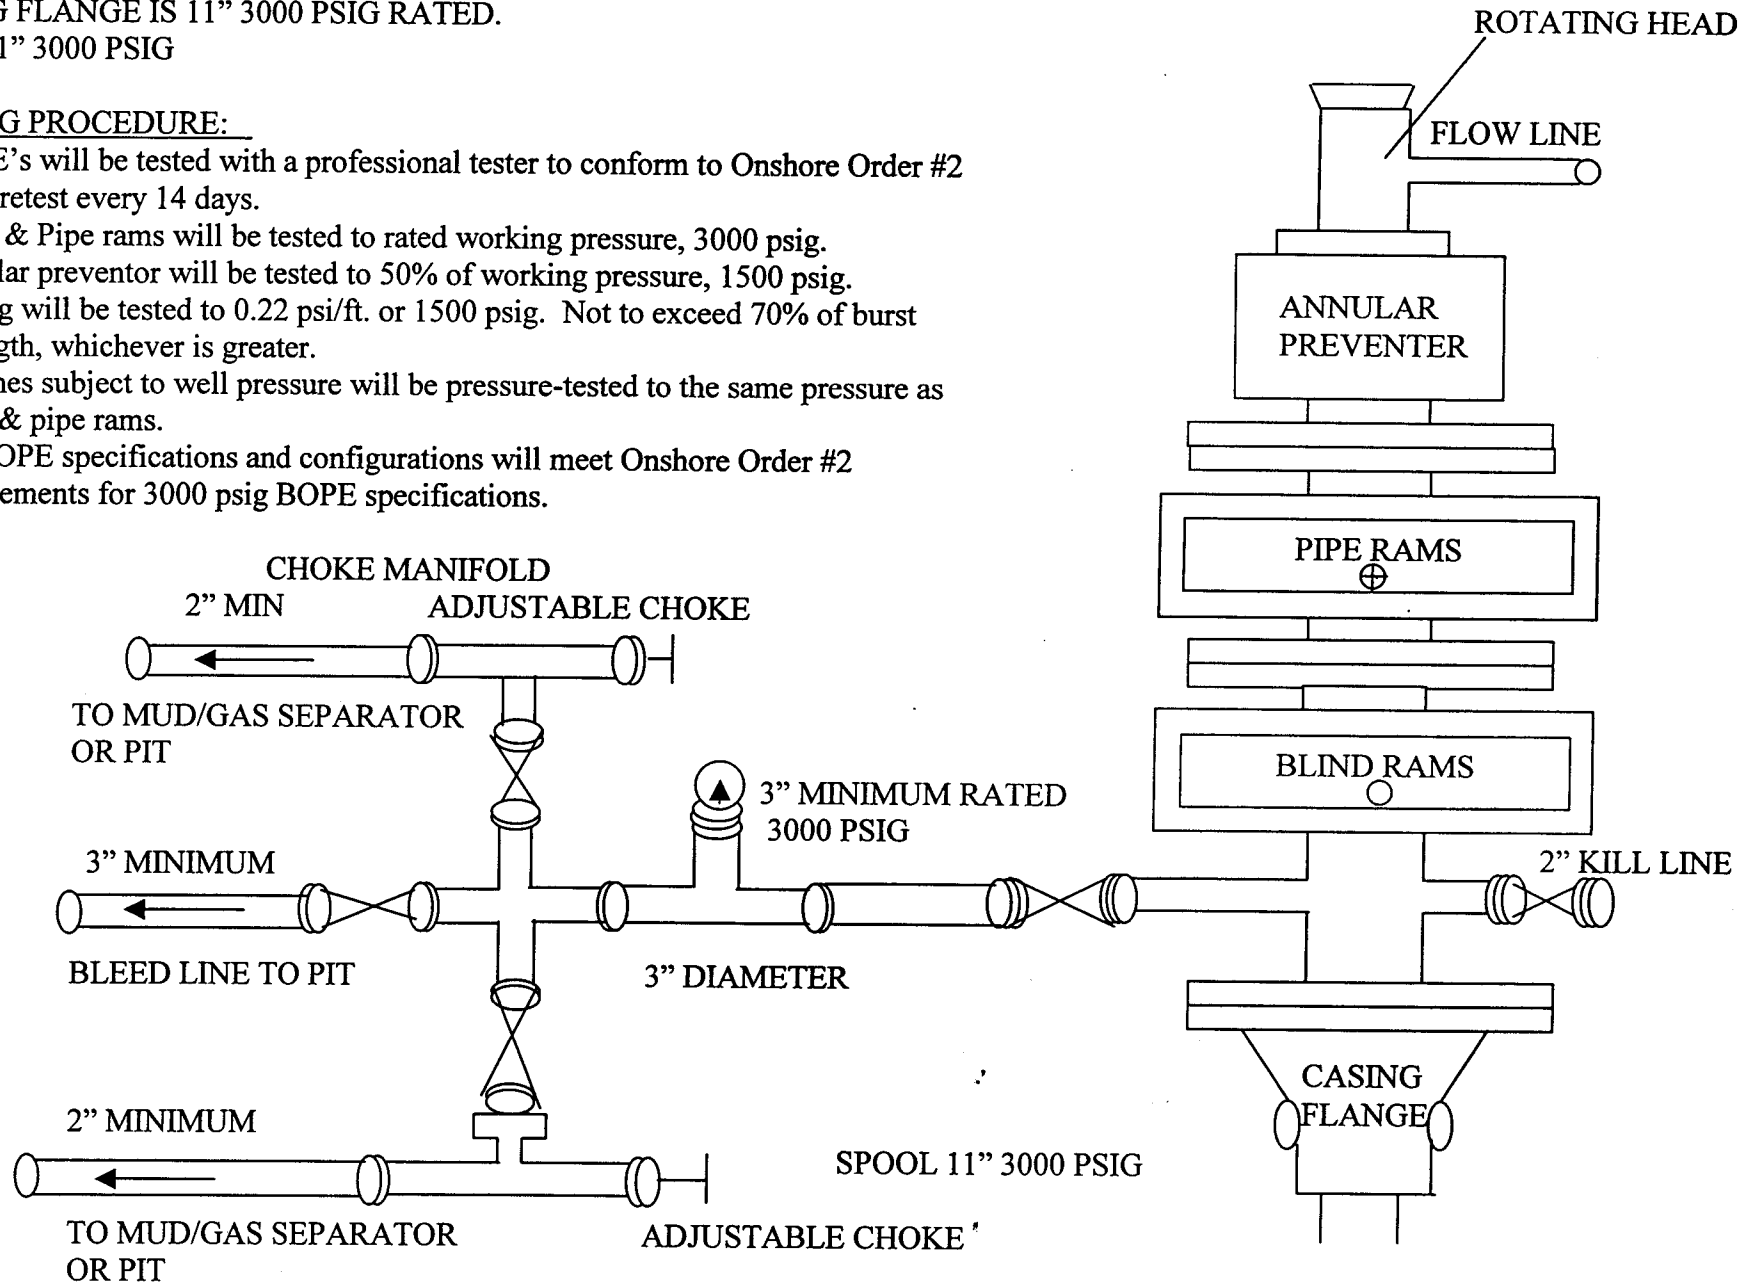 G FLANGE IS 11” 3000 PSIG RATED.
1” 3000 PSIG
G PROCEDURE:
E’s will be tested with a professional tester to conform to Onshore Order #2
retest every 14 days.
& Pipe rams will be tested to rated working pressure, 3000 psig.
lar preventor will be tested to 50% of working pressure, 1500 psig.
g will be tested to 0.22 psi/ft. or 1500 psig.  Not to exceed 70% of burst
gth, whichever is greater.
nes subject to well pressure will be pressure-tested to the same pressure as
& pipe rams.
OPE specifications and configurations will meet Onshore Order #2
ements for 3000 psig BOPE specifications.
ROTATING HEAD
FLOW LINE
ANNULAR
PREVENTER
PIPE RAMS
BLIND RAMS
2” KILL LINE
CASING
FLANGE
CHOKE MANIFOLD
2” MIN
ADJUSTABLE CHOKE
TO MUD/GAS SEPARATOR
OR PIT
3” MINIMUM RATED
3000 PSIG
3” MINIMUM
BLEED LINE TO PIT
3” DIAMETER
2” MINIMUM
SPOOL 11” 3000 PSIG
TO MUD/GAS SEPARATOR
OR PIT
ADJUSTABLE CHOKE